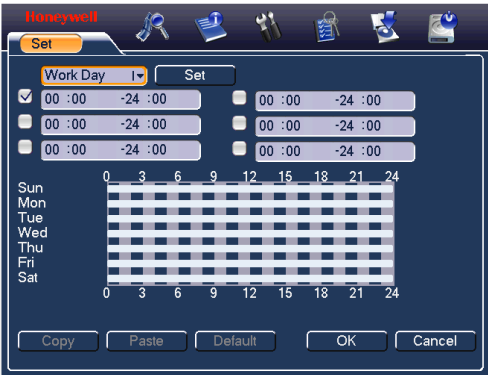 Honeywell
Set
Work Day Set
00 :00 -24 :00 00 :00 -24 :00
00 :00 -24 :00 00 :00 -24 :00
00 :00 -24 :00 00 :00 -24 :00
0 3 6 9 12 15 18 21 24
Sun
Mon
Tue
Wed
Thu
Fri
Sat
0 3 6 9 12 15 18 21 24
Copy Paste Default OK Cancel